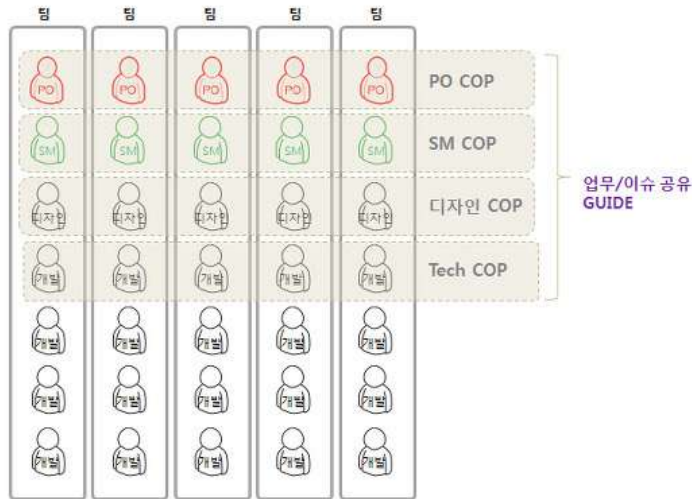 팀 팀 팀 팀 팀
PO PO PO PO PO PO COP
SM SM SM SM SM SM COP
디자인 디자인 디자인 디자인 디자인 디자인 COP
개발 개발 개발 개발 개발 Tech COP
업무/이슈 공유
GUIDE
개발 개발 개발 개발 개발
개발 개발 개발 개발 개발
개발 개발 개발 개발 개발